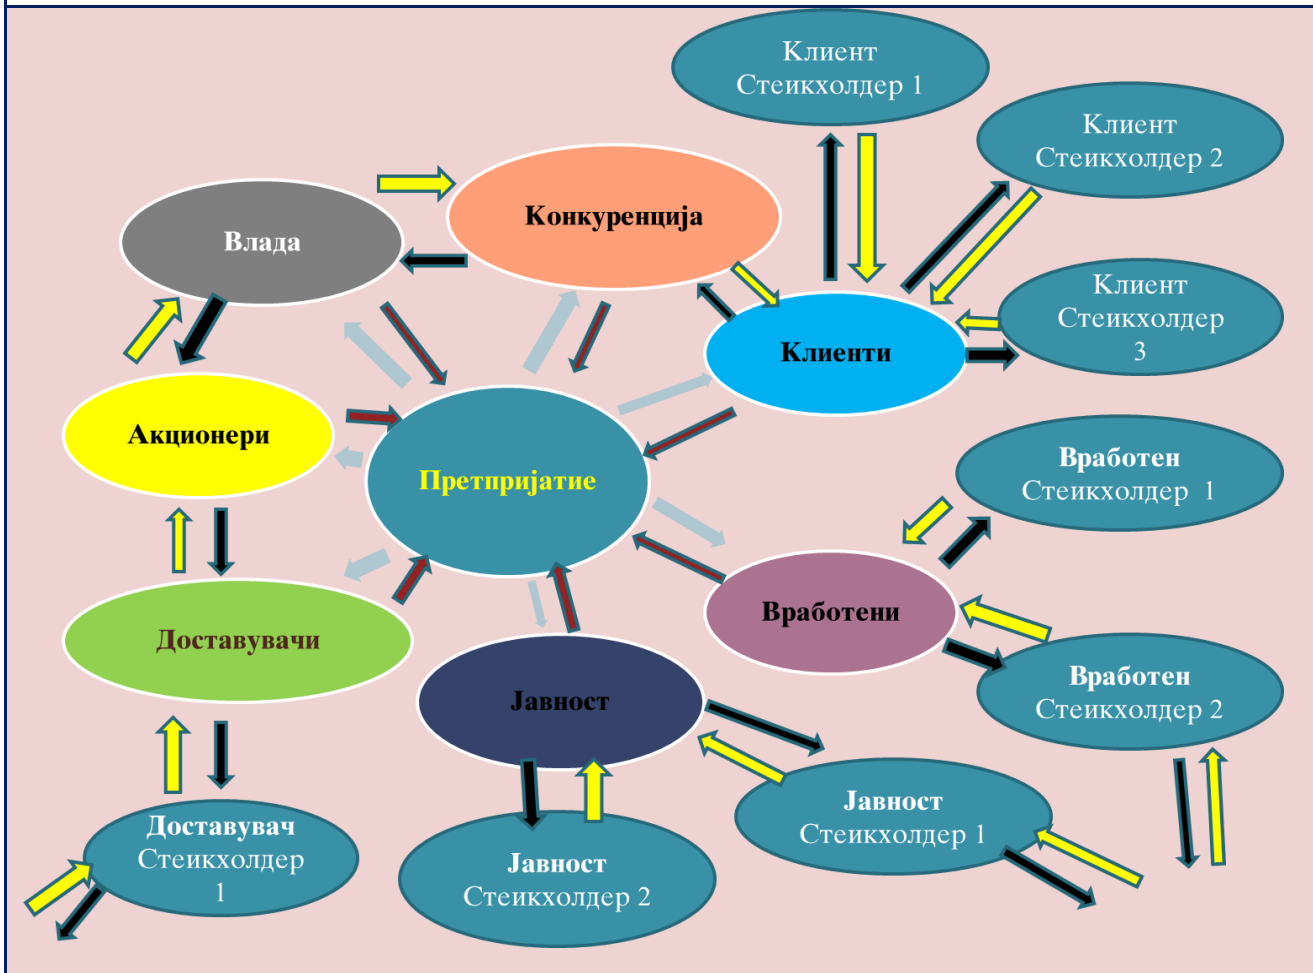 Клиент
Стеикхолдер 1
Клиент
Стеикхолдер 2
Конкуренција
Влада
Клиент
Стеикхолдер
3
Клиенти
Акционери
Претпријатие
Вработен
Стеикхолдер 1
Вработени
Доставувачи
Вработен
Стеикхолдер 2
Јавност
Јавност
Стеикхолдер 1
Доставувач
Стеикхолдер
1
Јавност
Стеикхолдер 2